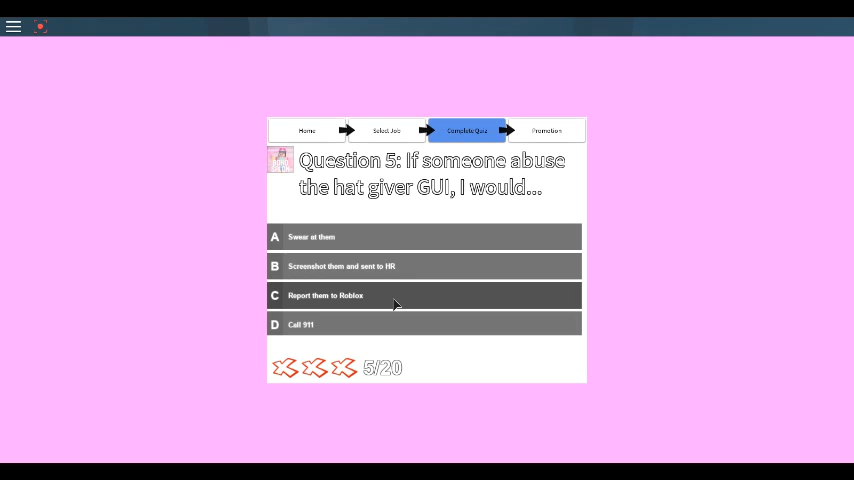 Home
Select Job
Complete Quiz
Promotion
Question 5: If someone abuse
the hat giver GUI, I would...
A Swear at them
B Screenshot them and sent to HR
C Report them to Roblox
D Call 911
5/20